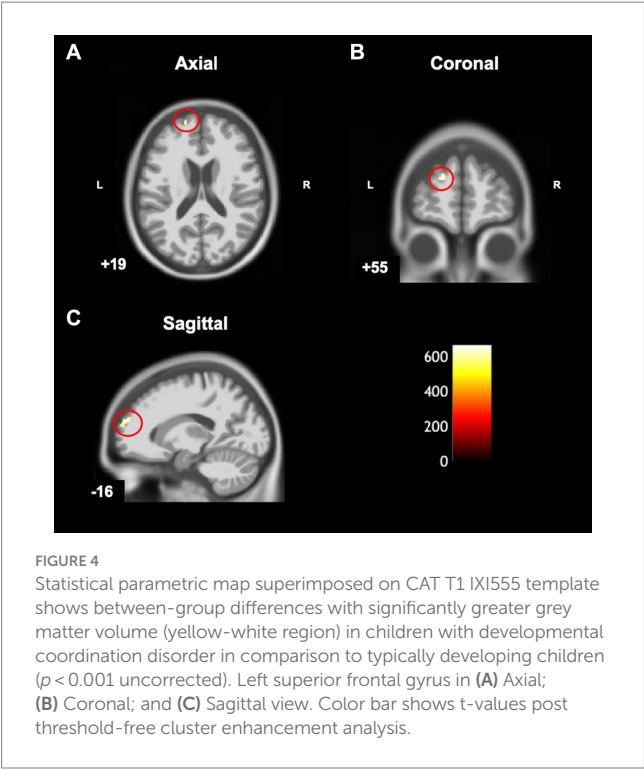 A
Axial
B
Coronal
L
R
L
R
+19
+55
C
Sagittal
-16
600
400
200
0
FIGURE 4
Statistical parametric map superimposed on CAT T1 IXI555 template
shows between-group differences with significantly greater grey
matter volume (yellow-white region) in children with developmental
coordination disorder in comparison to typically developing children
(p < 0.001 uncorrected). Left superior frontal gyrus in (A) Axial;
(B) Coronal; and (C) Sagittal view. Color bar shows t-values post
threshold-free cluster enhancement analysis.